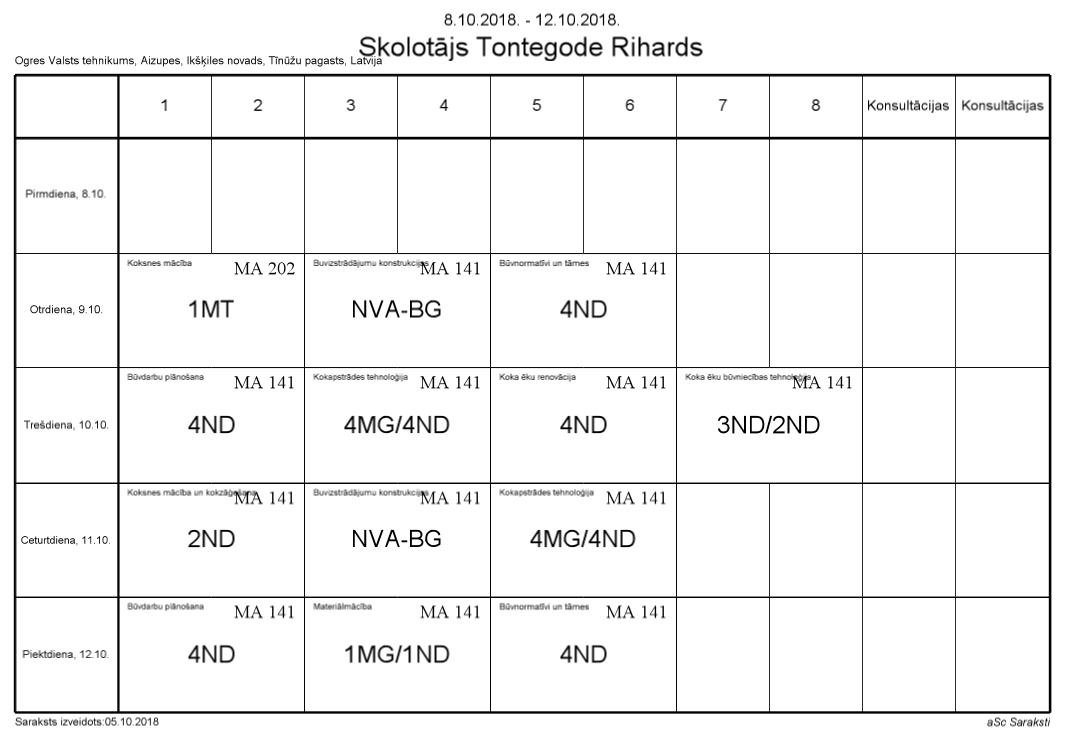 8.10.2018. - 12.10.2018.
Skolotājs Tontegode Rihards
Ogres Valsts tehnikums, Aizupes, Ikšķiles novads, Tīnūžu pagasts, Latvija
1 2 3 4 5 6 7 8 Konsultācijas Konsultācijas
Pirmdiena, 8.10.
Koksnes mācība MA 202 Buvizstrādājumu konstrukcijas MA 141 Būvnormatīvi un tāmes MA 141
Otrdiena, 9.10. 1MT NVA-BG 4ND
Būvdarbu plānošana MA 141 Kokapstrādes tehnoloģija MA 141 Koka ēku renovācija MA 141 Koka ēku būvniecības tehnoloģija MA 141
Trešdiena, 10.10. 4ND 4MG/4ND 4ND 3ND/2ND
Koksnes mācība un kokzāģēšana MA 141 Buvizstrādājumu konstrukcijas MA 141 Kokapstrādes tehnoloģija MA 141
Ceturtdiena, 11.10. 2ND NVA-BG 4MG/4ND
Būvdarbu plānošana MA 141 Materiālmācība MA 141 Būvnormatīvi un tāmes MA 141
Piektdiena, 12.10. 4ND 1MG/1ND 4ND
Saraksts izveidots:05.10.2018 aSc Saraksti